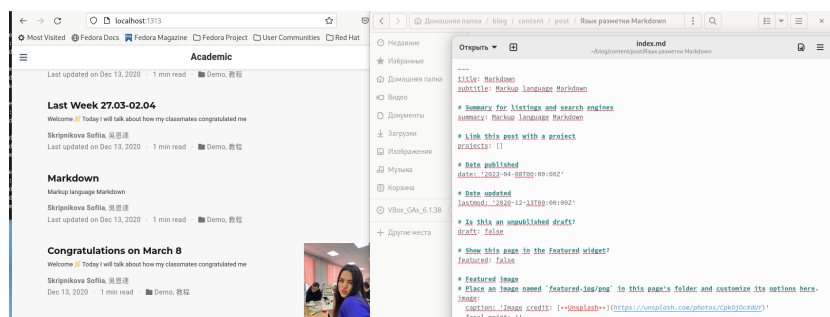 localhost:1313
Most Visited Fedora Docs Fedora Magazine Fedora Project User Communities Red Hat
Academic
Last updated on Dec 13, 2020 · 1 min read · Demo, 教程
Last Week 27.03-02.04
Welcome Today I will talk about how my classmates congratulated me
Skripnikova Sofiia, 吳恩達
Last updated on Dec 13, 2020 · 1 min read · Demo, 教程
Markdown
Markup language Markdown
Skripnikova Sofiia, 吳恩達
Last updated on Dec 13, 2020 · 1 min read · Demo, 教程
Congratulations on March 8
Welcome Today I will talk about how my classmates congratulated me
Skripnikova Sofiia, 吳恩達
Dec 13, 2020 · 1 min read · Demo, 教程
Домашняя папка / blog / content / post / Язык разметки Markdown
Недавние
Избранные
Домашняя папка
Видео
Документы
Загрузки
Изображения
Музыка
Корзина
VBox_GAs_6.1.38
+ Другие места
Открыть
index.md
~/blog/content/post/Язык разметки Markdown
---
title: Markdown
subtitle: Markup language Markdown
# Summary for listings and search engines
summary: Markup language Markdown
# Link this post with a project
projects: []
# Date published
date: '2023-04-08T00:00:00Z'
# Date updated
lastmod: '2020-12-13T00:00:00Z'
# Is this an unpublished draft?
draft: false
# Show this page in the Featured widget?
featured: false
# Featured image
# Place an image named `featured.jpg/png` in this page's folder and customize its options here.
image:
caption: 'Image credit: [**Unsplash**](https://unsplash.com/photos/CpkOjOcXdUY)'
focal_point: ''